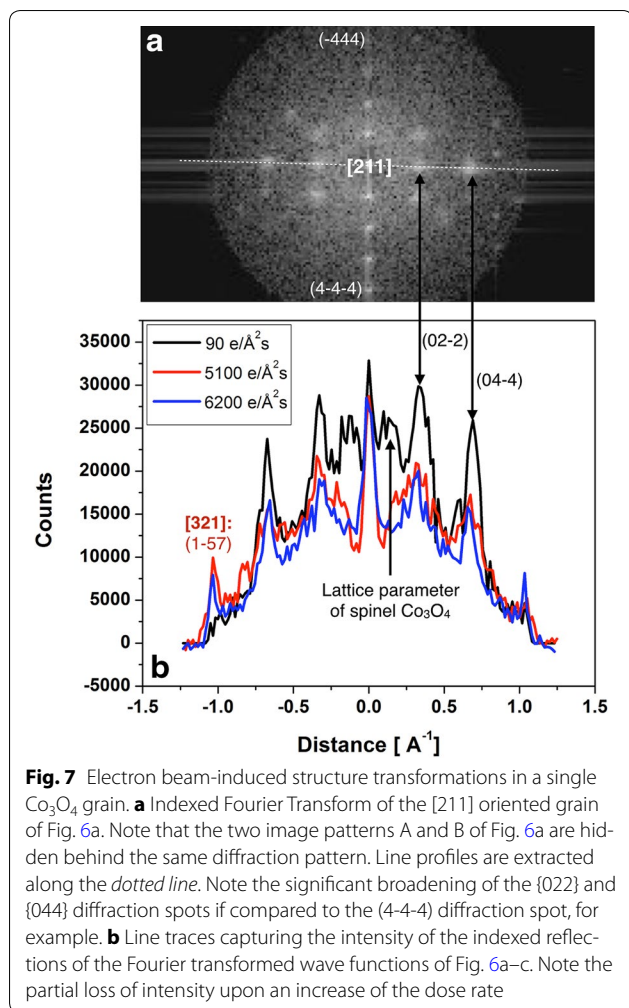 a
(-444)
[211]
(4-4-4)
35000
30000
25000
20000
15000
10000
5000
0
-5000
90 e/Å²s
5100 e/Å²s
6200 e/Å²s
(02-2)
(04-4)
[321]:
(1-57)
Lattice parameter
of spinel Co₃O₄
Counts
b
-1.5
-1.0
-0.5
0.0
0.5
1.0
1.5
Distance [ A⁻¹]
Fig. 7 Electron beam-induced structure transformations in a single
Co₃O₄ grain. a Indexed Fourier Transform of the [211] oriented grain
of Fig. 6a. Note that the two image patterns A and B of Fig. 6a are hid-
den behind the same diffraction pattern. Line profiles are extracted
along the dotted line. Note the significant broadening of the {022} and
{044} diffraction spots if compared to the (4-4-4) diffraction spot, for
example. b Line traces capturing the intensity of the indexed reflec-
tions of the Fourier transformed wave functions of Fig. 6a–c. Note the
partial loss of intensity upon an increase of the dose rate